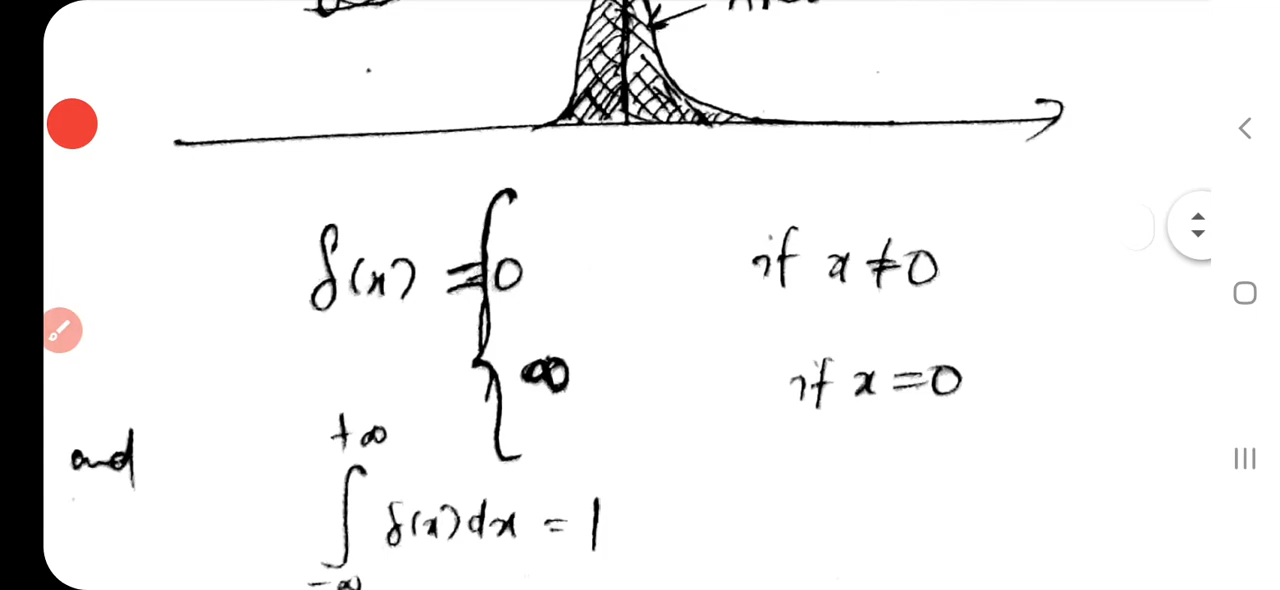 δ(x) = { 0 if x ≠ 0
∞ if x = 0
and
+∞
∫ δ(x) dx = 1
-∞